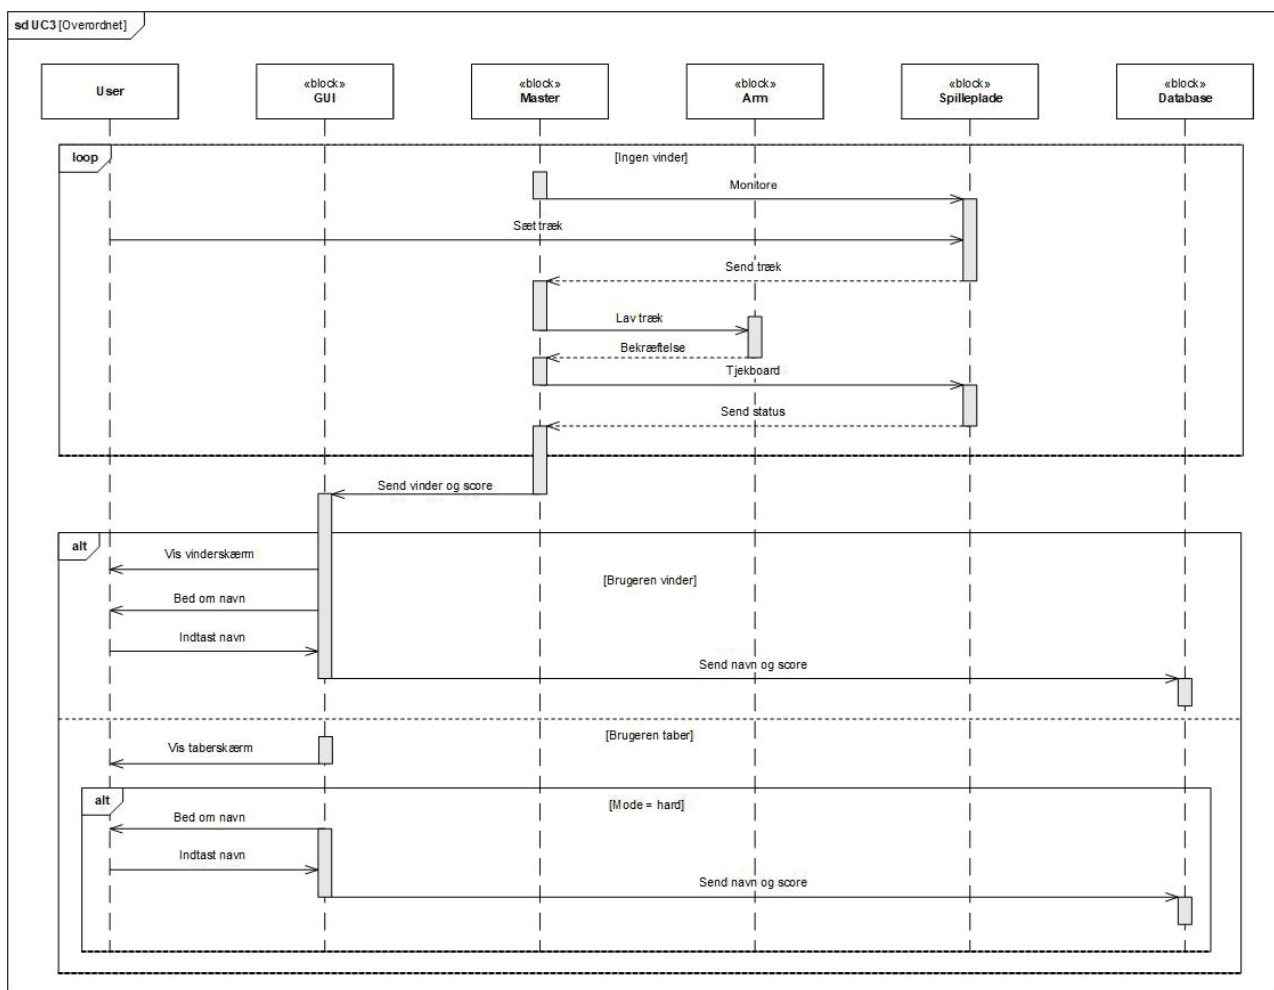 sd UC3 [Overordnet]
User
«block»
GUI
«block»
Master
«block»
Arm
«block»
Spilleplade
«block»
Database
loop
[Ingen vinder]
Monitore
Sæt træk
Send træk
Lav træk
Bekræftelse
Tjekboard
Send status
Send vinder og score
alt
Vis vinderskærm
[Brugeren vinder]
Bed om navn
Indtast navn
Send navn og score
[Brugeren taber]
Vis taberskærm
alt
[Mode = hard]
Bed om navn
Indtast navn
Send navn og score